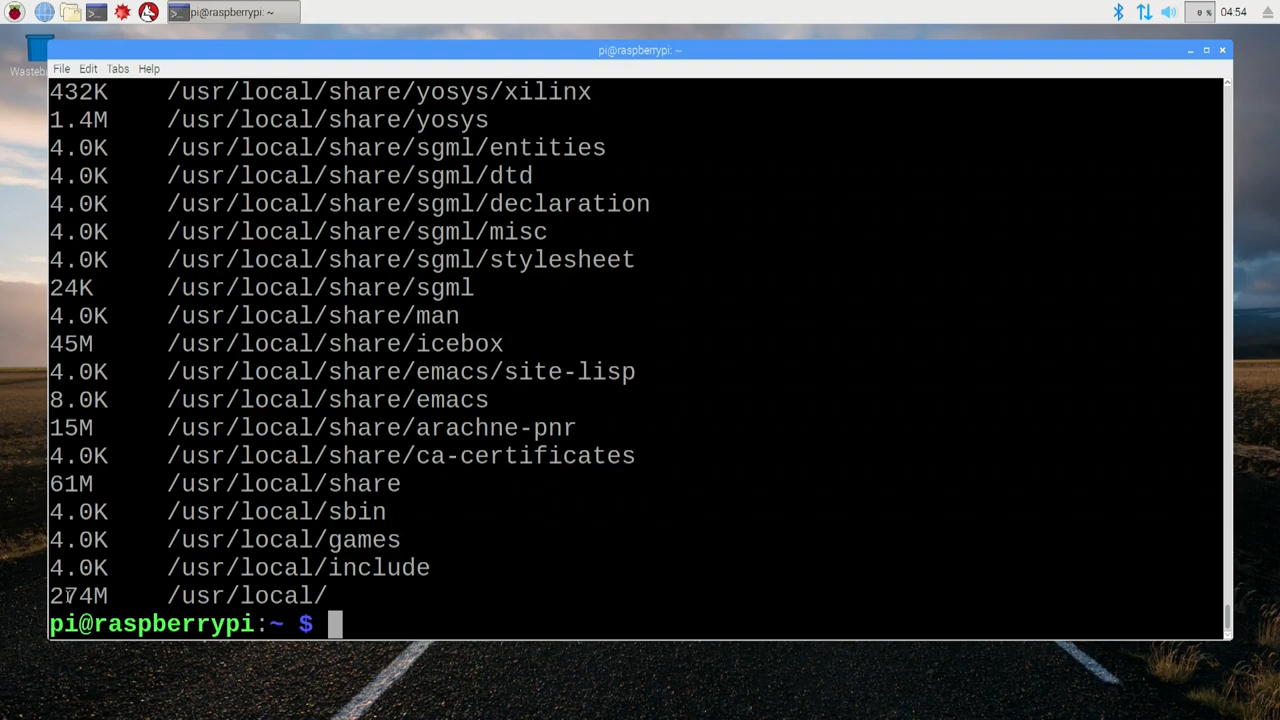 pi@raspberrypi: ~
0 %
04:54
Wasteb
pi@raspberrypi: ~
File Edit Tabs Help
432K /usr/local/share/yosys/xilinx
1.4M /usr/local/share/yosys
4.0K /usr/local/share/sgml/entities
4.0K /usr/local/share/sgml/dtd
4.0K /usr/local/share/sgml/declaration
4.0K /usr/local/share/sgml/misc
4.0K /usr/local/share/sgml/stylesheet
24K /usr/local/share/sgml
4.0K /usr/local/share/man
45M /usr/local/share/icebox
4.0K /usr/local/share/emacs/site-lisp
8.0K /usr/local/share/emacs
15M /usr/local/share/arachne-pnr
4.0K /usr/local/share/ca-certificates
61M /usr/local/share
4.0K /usr/local/sbin
4.0K /usr/local/games
4.0K /usr/local/include
274M /usr/local/
pi@raspberrypi:~ $